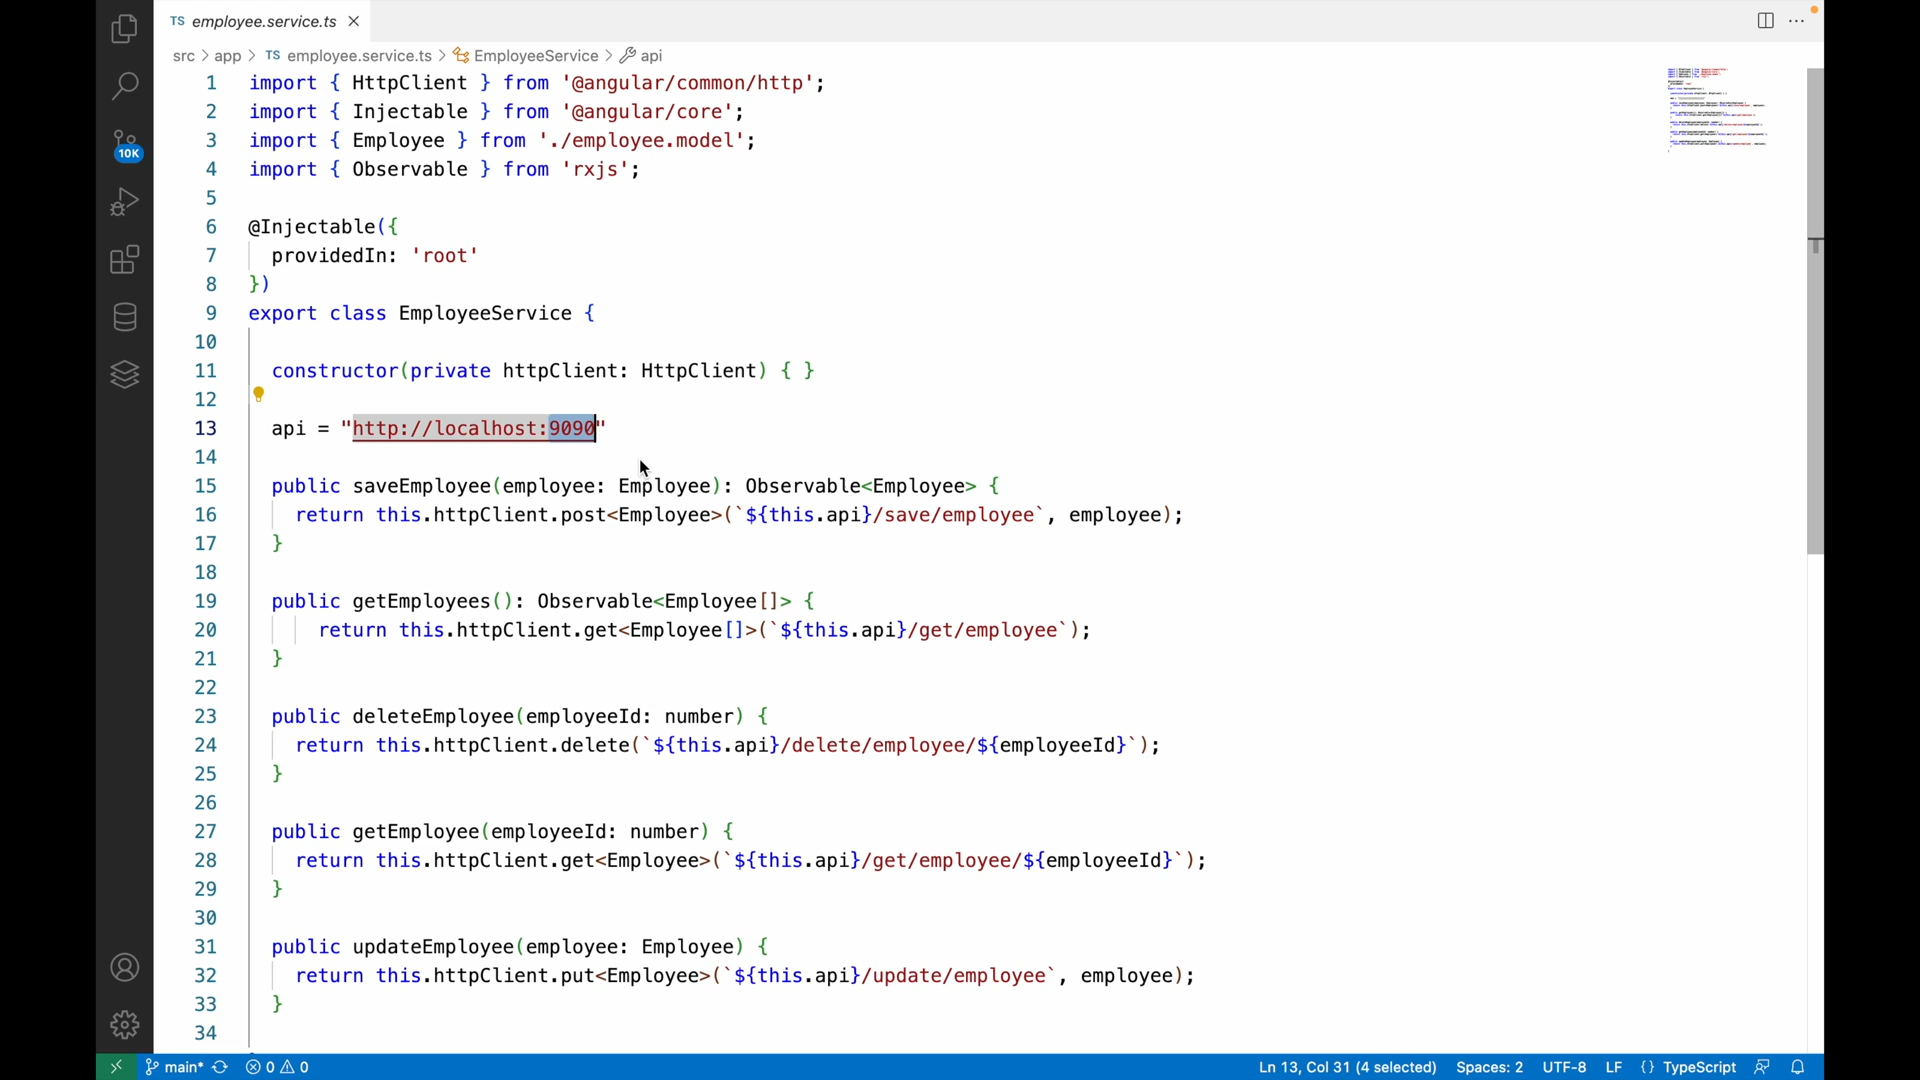 TS employee.service.ts ×
src > app > TS employee.service.ts > EmployeeService > api
1 import { HttpClient } from '@angular/common/http';
2 import { Injectable } from '@angular/core';
3 import { Employee } from './employee.model';
4 import { Observable } from 'rxjs';
5
6 @Injectable({
7 providedIn: 'root'
8 })
9 export class EmployeeService {
10
11 constructor(private httpClient: HttpClient) { }
12
13 api = "http://localhost:9090"
14
15 public saveEmployee(employee: Employee): Observable<Employee> {
16 return this.httpClient.post<Employee>(`${this.api}/save/employee`, employee);
17 }
18
19 public getEmployees(): Observable<Employee[]> {
20 return this.httpClient.get<Employee[]>(`${this.api}/get/employee`);
21 }
22
23 public deleteEmployee(employeeId: number) {
24 return this.httpClient.delete(`${this.api}/delete/employee/${employeeId}`);
25 }
26
27 public getEmployee(employeeId: number) {
28 return this.httpClient.get<Employee>(`${this.api}/get/employee/${employeeId}`);
29 }
30
31 public updateEmployee(employee: Employee) {
32 return this.httpClient.put<Employee>(`${this.api}/update/employee`, employee);
33 }
34
10K
main* 0 0 Ln 13, Col 31 (4 selected) Spaces: 2 UTF-8 LF {} TypeScript